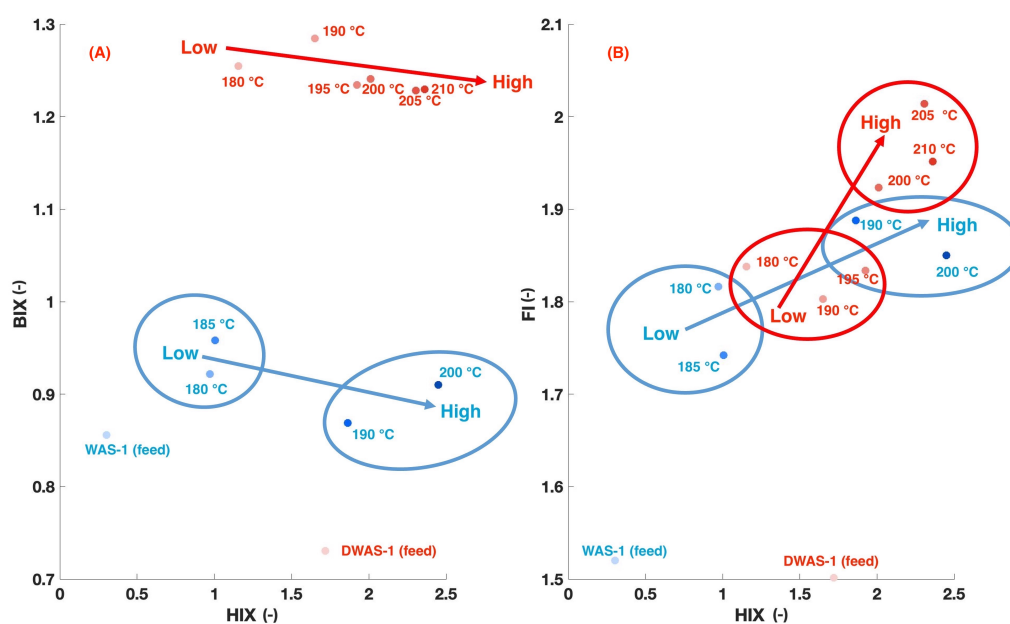 (A)
1.3
1.2
1.1
1
0.9
0.8
0.7
BIX (-)
Low
190 °C
180 °C
195 °C
200 °C
205 °C
210 °C
High
185 °C
Low
180 °C
200 °C
High
190 °C
WAS-1 (feed)
DWAS-1 (feed)
0
0.5
1
1.5
2
2.5
HIX (-)
(B)
2.1
2
1.9
1.8
1.7
1.6
1.5
FI (-)
205 °C
High
210 °C
200 °C
190 °C
High
200 °C
180 °C
195 °C
190 °C
Low
180 °C
Low
185 °C
WAS-1 (feed)
DWAS-1 (feed)
0
0.5
1
1.5
2
2.5
HIX (-)